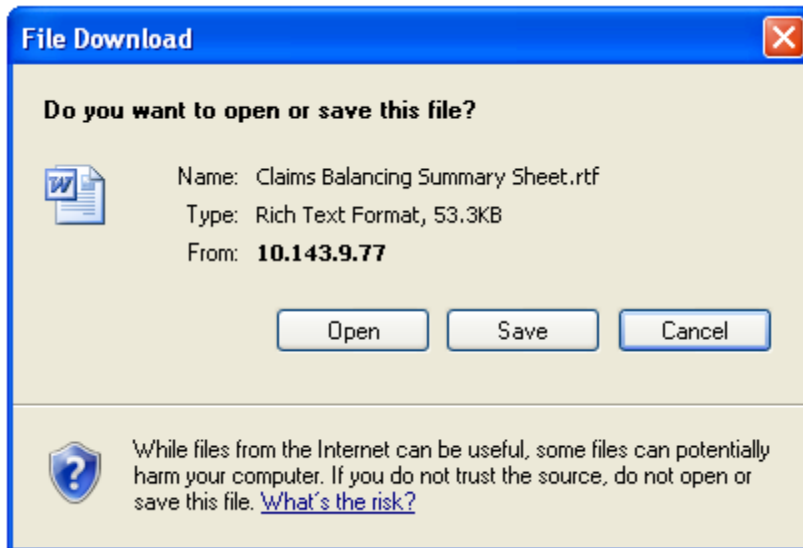 File Download
Do you want to open or save this file?
Name: Claims Balancing Summary Sheet.rtf
Type: Rich Text Format, 53.3KB
From: 10.143.9.77
Open Save Cancel
While files from the Internet can be useful, some files can potentially
harm your computer. If you do not trust the source, do not open or
save this file. What's the risk?